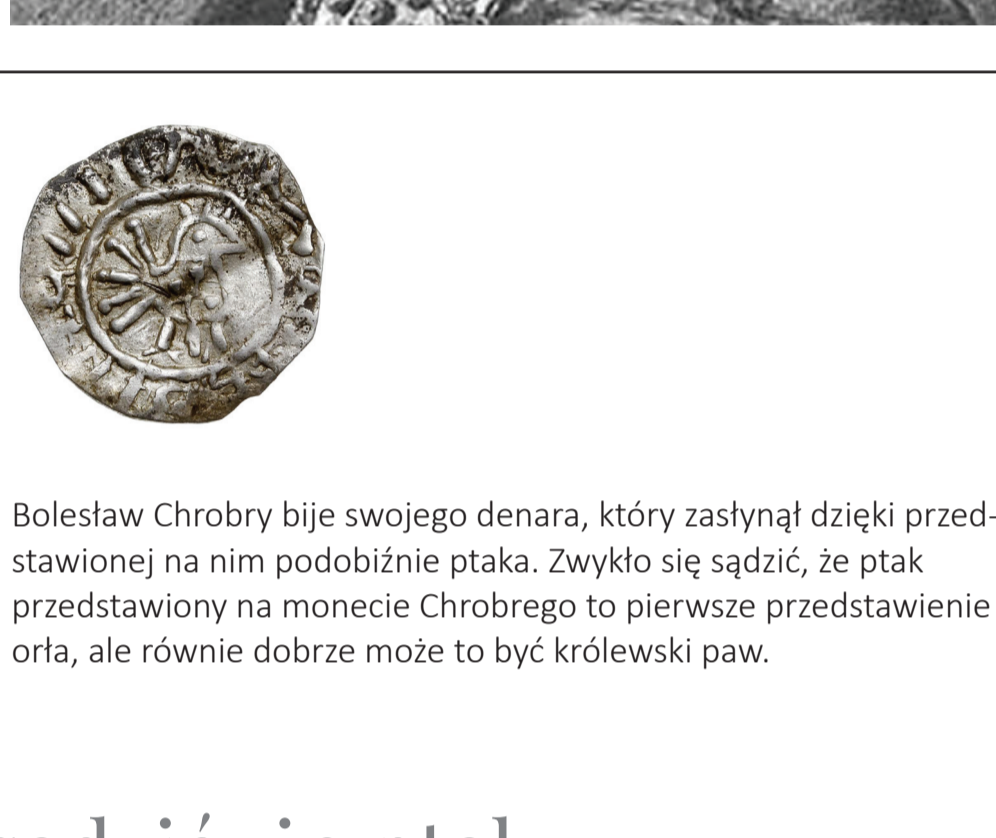 Bolesław Chrobry bije swojego denara, który zasłynął dzięki przed-
stawionej na nim podobiźnie ptaka. Zwykło się sądzić, że ptak
przedstawiony na monecie Chrobrego to pierwsze przedstawienie
orła, ale równie dobrze może to być królewski paw.